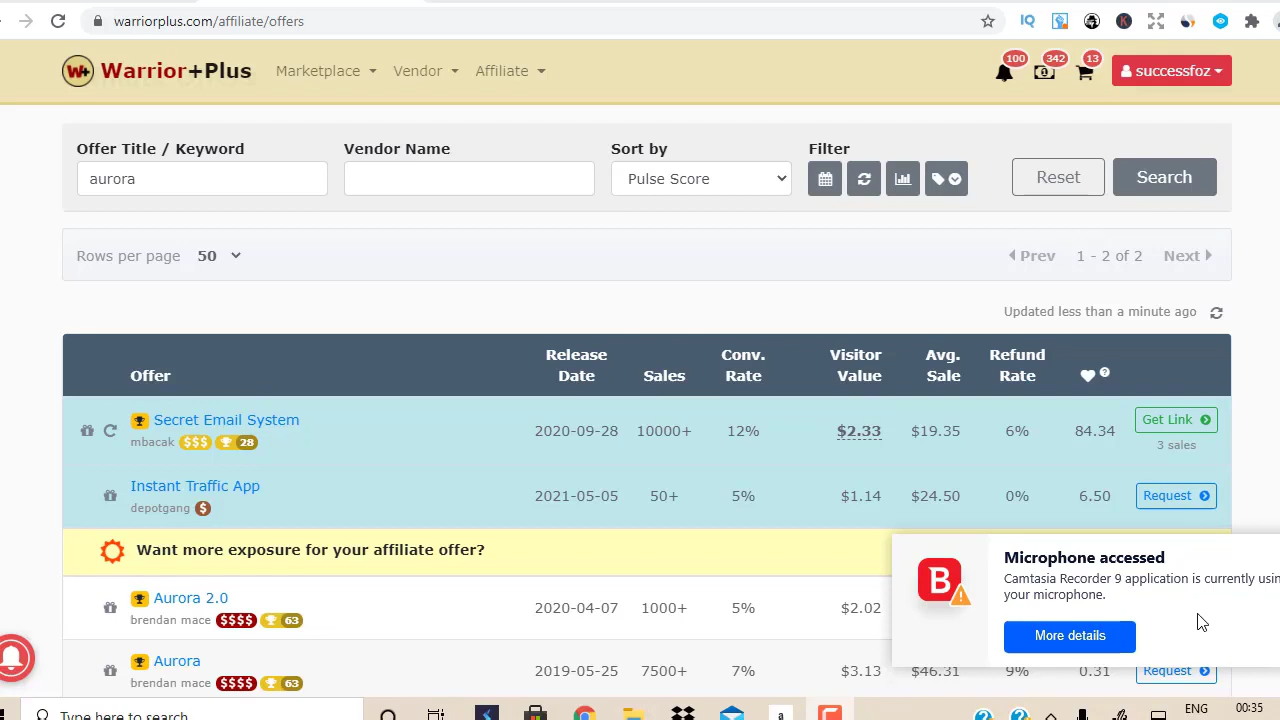 warriorplus.com/affiliate/offers
IQ
K
W+ Warrior+Plus Marketplace Vendor Affiliate 100 342 13 successfoz
Offer Title / Keyword Vendor Name Sort by Filter
aurora Pulse Score Reset Search
Rows per page 50 Prev 1 - 2 of 2 Next
Updated less than a minute ago
Offer Release Date Sales Conv. Rate Visitor Value Avg. Sale Refund Rate ?
Secret Email System 2020-09-28 10000+ 12% $2.33 $19.35 6% 84.34 Get Link
mbacak $$$ 28 3 sales
Instant Traffic App 2021-05-05 50+ 5% $1.14 $24.50 0% 6.50 Request
depotgang $
Want more exposure for your affiliate offer?
B Microphone accessed
Camtasia Recorder 9 application is currently usin
your microphone.
More details
Aurora 2.0 2020-04-07 1000+ 5% $2.02
brendan mace $$$$ 63
Aurora 2019-05-25 7500+ 7% $3.13 $46.31 9% 0.31 Request
brendan mace $$$$ 63
Type here to search a ENG 00:35